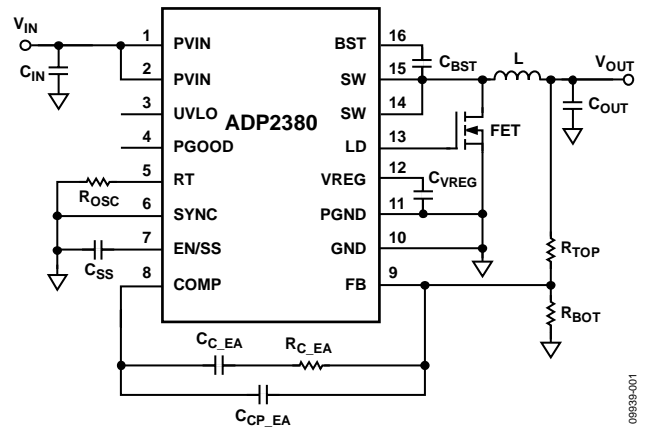 VIN
CIN
1 PVIN
2 PVIN
3 UVLO
4 PGOOD
5 RT
ROSC
6 SYNC
7 EN/SS
CSS
8 COMP
ADP2380
BST 16
CBST
SW 15
SW 14
LD 13
VREG 12
CVREG
PGND 11
GND 10
FB 9
L
VOUT
COUT
FET
RTOP
RBOT
CC_EA
RC_EA
CCP_EA
09939-001